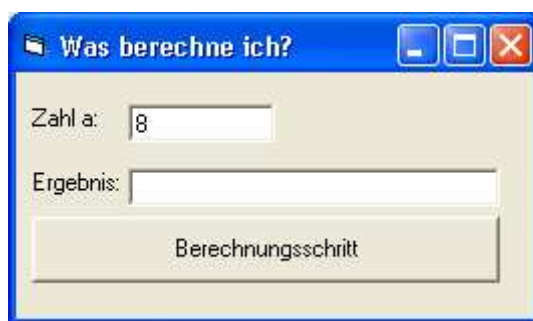 Was berechne ich?
Zahl a: 8
Ergebnis:
Berechnungsschritt